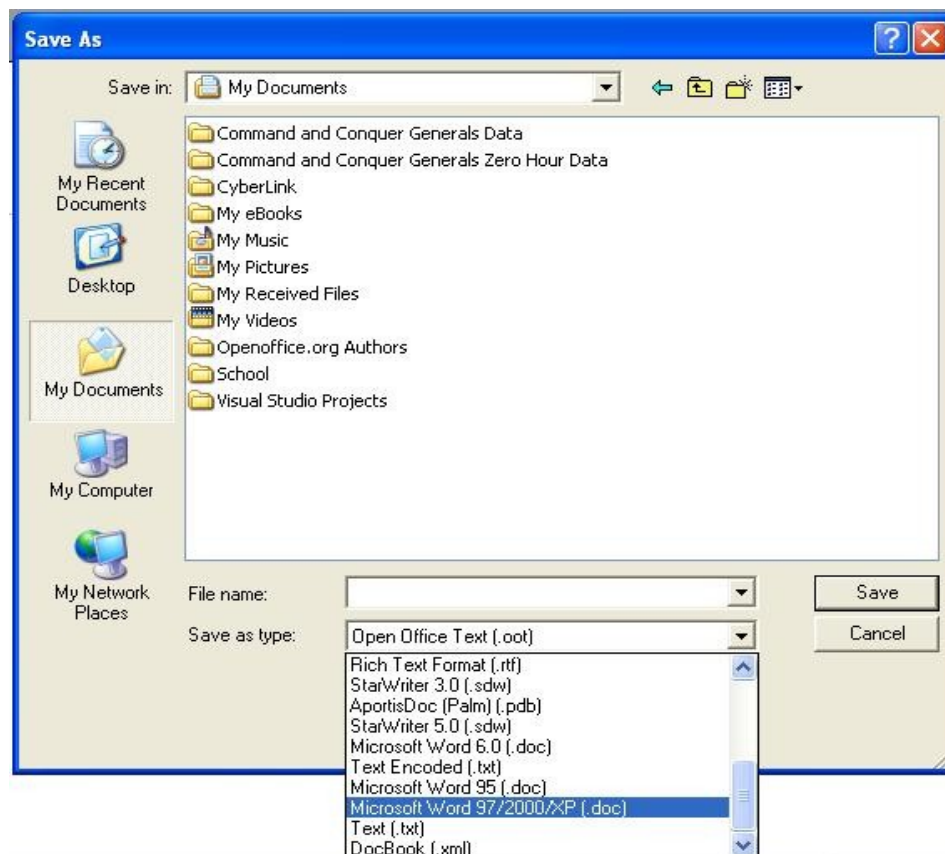 Save As
Save in: My Documents
My Recent
Documents
Desktop
My Documents
My Computer
My Network
Places
Command and Conquer Generals Data
Command and Conquer Generals Zero Hour Data
CyberLink
My eBooks
My Music
My Pictures
My Received Files
My Videos
Openoffice.org Authors
School
Visual Studio Projects
File name:
Save
Save as type: Open Office Text (.oot)
Cancel
Rich Text Format (.rtf)
StarWriter 3.0 (.sdw)
AportisDoc (Palm) (.pdb)
StarWriter 5.0 (.sdw)
Microsoft Word 6.0 (.doc)
Text Encoded (.txt)
Microsoft Word 95 (.doc)
Microsoft Word 97/2000/XP (.doc)
Text (.txt)
DocBook (.xml)